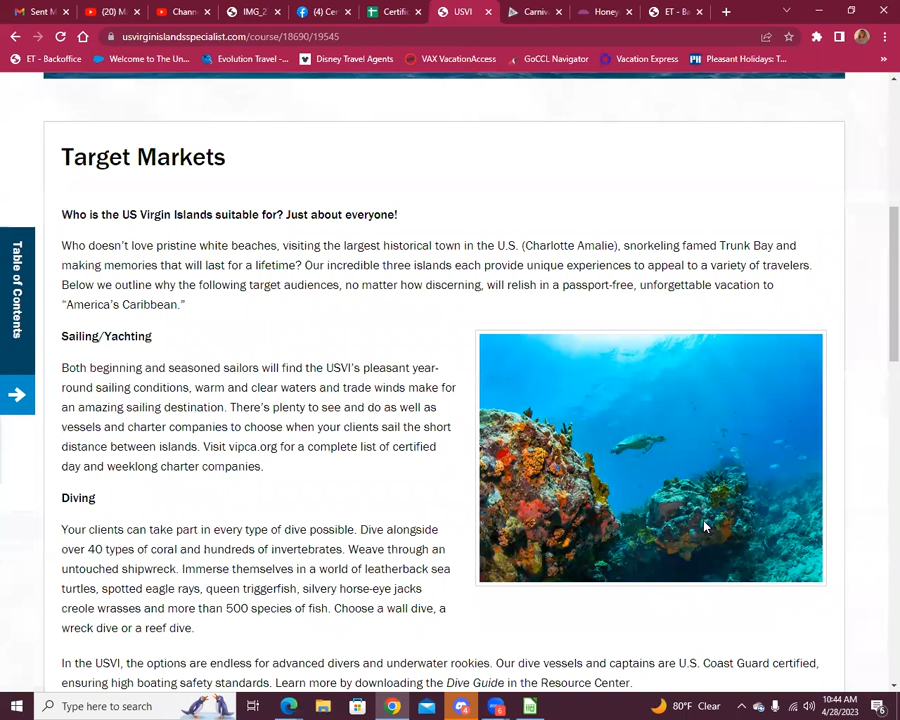 Sent M
(20) M
Chann
IMG_2
(4) Cer
Certific
USVI
Carniv
Honey
ET - Ba
usvirginislandsspecialist.com/course/18690/19545
ET - Backoffice
Welcome to The Un...
Evolution Travel -...
Disney Travel Agents
VAX VacationAccess
GoCCL Navigator
Vacation Express
Pleasant Holidays: T...
Target Markets
Who is the US Virgin Islands suitable for? Just about everyone!
Who doesn't love pristine white beaches, visiting the largest historical town in the U.S. (Charlotte Amalie), snorkeling famed Trunk Bay and
making memories that will last for a lifetime? Our incredible three islands each provide unique experiences to appeal to a variety of travelers.
Below we outline why the following target audiences, no matter how discerning, will relish in a passport-free, unforgettable vacation to
“America's Caribbean.”
Table of Contents
Sailing/Yachting
Both beginning and seasoned sailors will find the USVI's pleasant year-
round sailing conditions, warm and clear waters and trade winds make for
an amazing sailing destination. There's plenty to see and do as well as
vessels and charter companies to choose when your clients sail the short
distance between islands. Visit vipca.org for a complete list of certified
day and weeklong charter companies.
Diving
Your clients can take part in every type of dive possible. Dive alongside
over 40 types of coral and hundreds of invertebrates. Weave through an
untouched shipwreck. Immerse themselves in a world of leatherback sea
turtles, spotted eagle rays, queen triggerfish, silvery horse-eye jacks
creole wrasses and more than 500 species of fish. Choose a wall dive, a
wreck dive or a reef dive.
In the USVI, the options are endless for advanced divers and underwater rookies. Our dive vessels and captains are U.S. Coast Guard certified,
ensuring high boating safety standards. Learn more by downloading the Dive Guide in the Resource Center.
Type here to search
80°F Clear
10:44 AM
4/28/2023